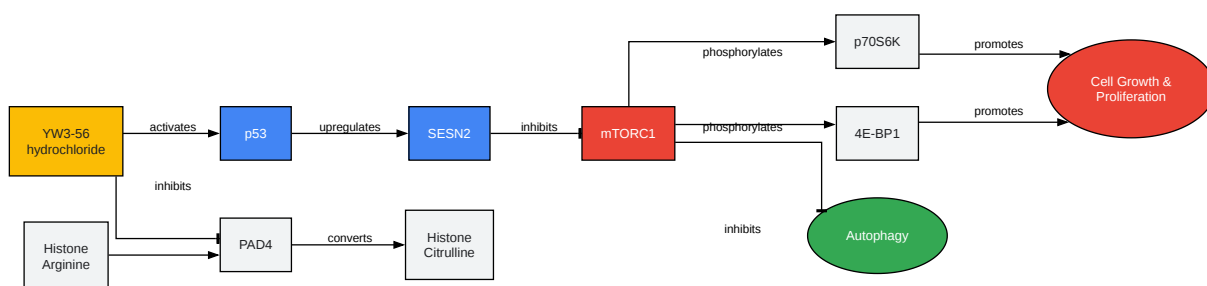 p70S6K
phosphorylates
promotes
Cell Growth &
Proliferation
YW3-56
hydrochloride
activates
p53
upregulates
SESN2
inhibits
mTORC1
phosphorylates
4E-BP1
promotes
inhibits
Histone
Arginine
PAD4
converts
Histone
Citrulline
inhibits
Autophagy